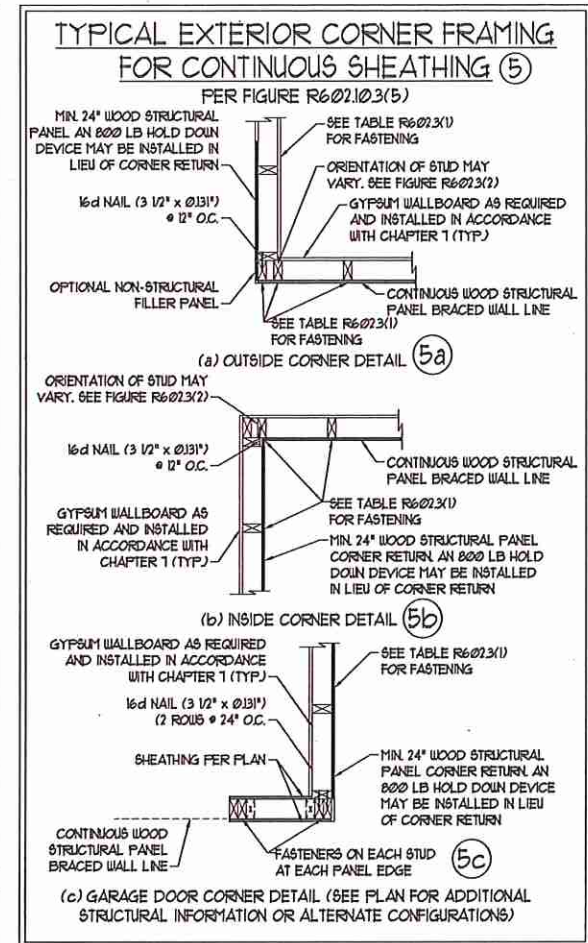 TYPICAL EXTERIOR CORNER FRAMING
FOR CONTINUOUS SHEATHING 5
PER FIGURE R602.10.3(5)
MIN. 24" WOOD STRUCTURAL
PANEL AN 800 LB HOLD DOWN
DEVICE MAY BE INSTALLED IN
LIEU OF CORNER RETURN
16d NAIL (3 1/2" x 0.131")
@ 12" O.C.
OPTIONAL NON-STRUCTURAL
FILLER PANEL
SEE TABLE R602.3(1)
FOR FASTENING
ORIENTATION OF STUD MAY
VARY. SEE FIGURE R602.3(2)
GYPSUM WALLBOARD AS REQUIRED
AND INSTALLED IN ACCORDANCE
WITH CHAPTER 7 (TYP.)
CONTINUOUS WOOD STRUCTURAL
PANEL BRACED WALL LINE
SEE TABLE R602.3(1)
FOR FASTENING
(a) OUTSIDE CORNER DETAIL 5a
ORIENTATION OF STUD MAY
VARY. SEE FIGURE R602.3(2)
16d NAIL (3 1/2" x 0.131")
@ 12" O.C.
GYPSUM WALLBOARD AS
REQUIRED AND INSTALLED
IN ACCORDANCE WITH
CHAPTER 7 (TYP.)
CONTINUOUS WOOD STRUCTURAL
PANEL BRACED WALL LINE
SEE TABLE R602.3(1)
FOR FASTENING
MIN. 24" WOOD STRUCTURAL PANEL
CORNER RETURN. AN 800 LB HOLD
DOWN DEVICE MAY BE INSTALLED
IN LIEU OF CORNER RETURN
(b) INSIDE CORNER DETAIL 5b
GYPSUM WALLBOARD AS REQUIRED
AND INSTALLED IN ACCORDANCE
WITH CHAPTER 7 (TYP.)
16d NAIL (3 1/2" x 0.131")
(2 ROWS @ 24" O.C.
SHEATHING PER PLAN
CONTINUOUS WOOD
STRUCTURAL PANEL
BRACED WALL LINE
SEE TABLE R602.3(1)
FOR FASTENING
MIN. 24" WOOD STRUCTURAL
PANEL CORNER RETURN. AN
800 LB HOLD DOWN DEVICE
MAY BE INSTALLED IN LIEU
OF CORNER RETURN
FASTENERS ON EACH STUD
AT EACH PANEL EDGE
5c
(c) GARAGE DOOR CORNER DETAIL (SEE PLAN FOR ADDITIONAL
STRUCTURAL INFORMATION OR ALTERNATE CONFIGURATIONS)